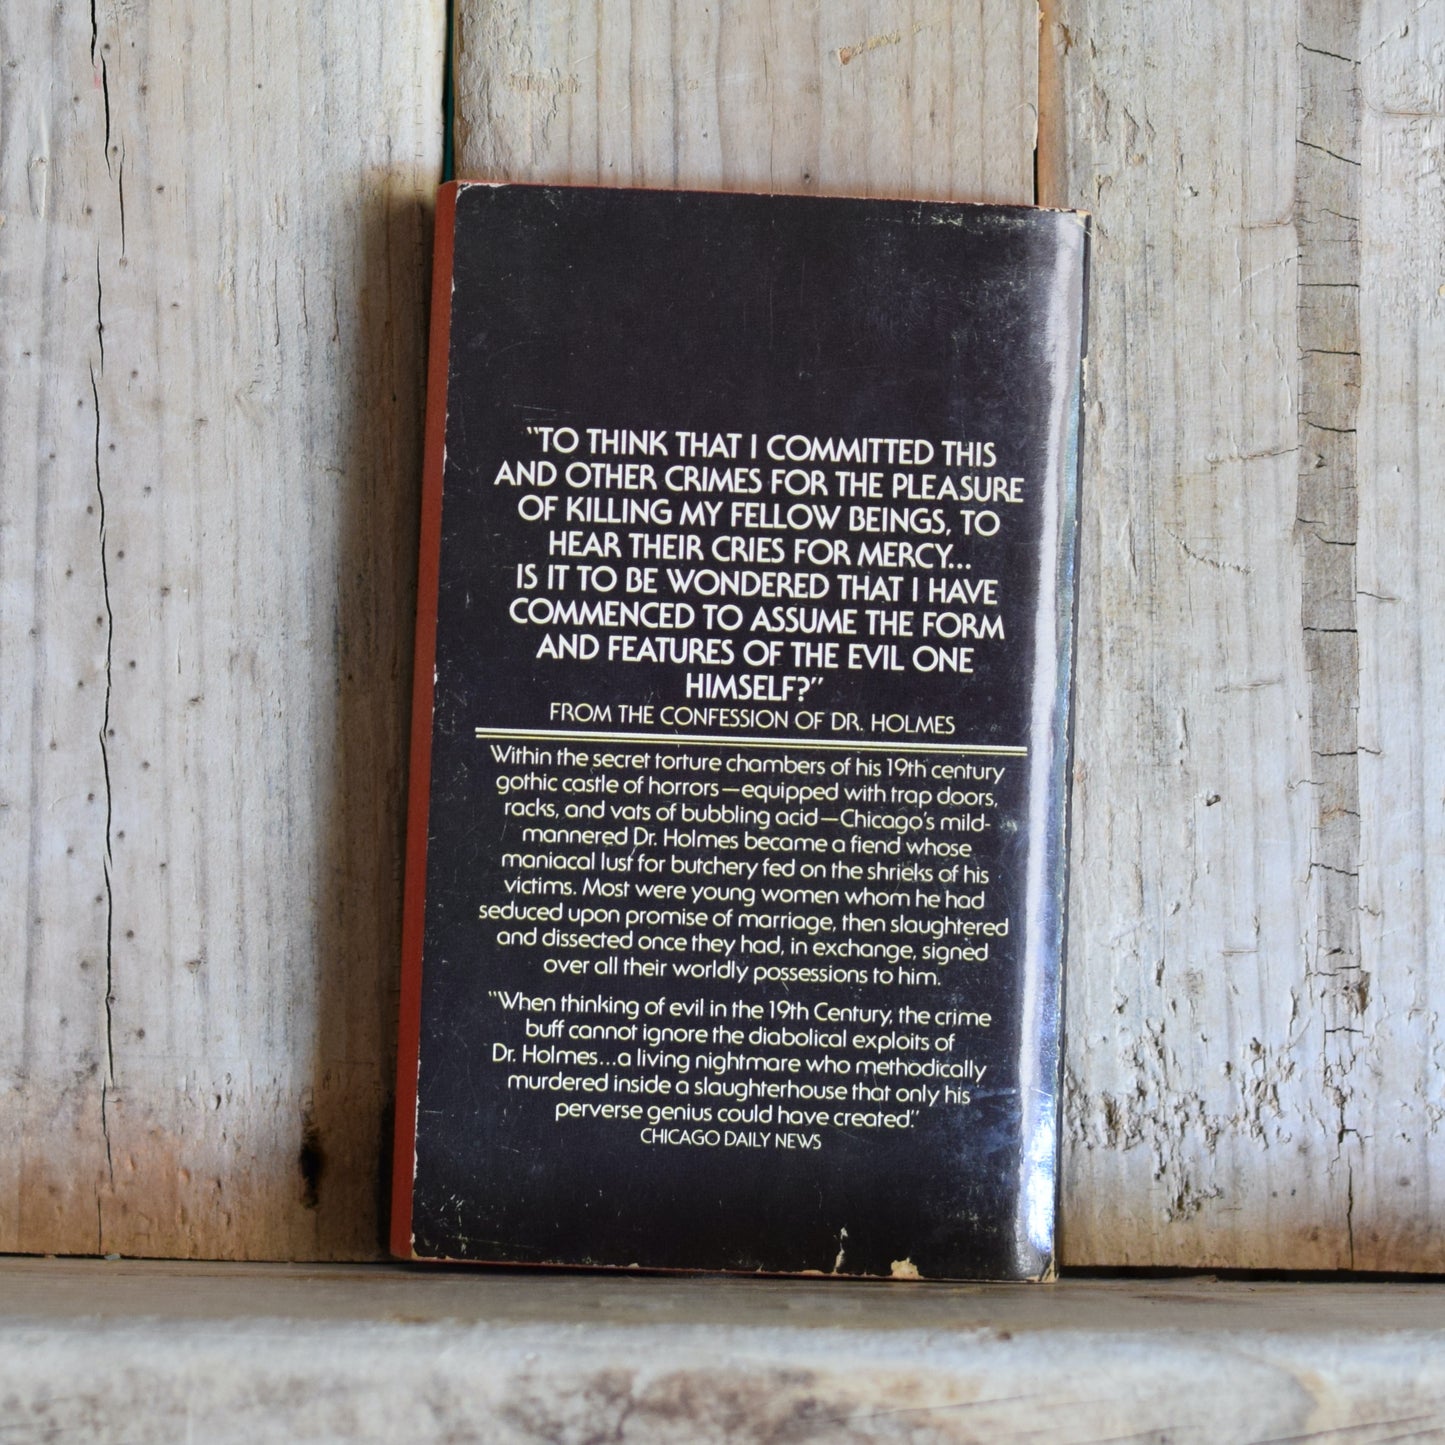 "TO THINK THAT I COMMITTED THIS
AND OTHER CRIMES FOR THE PLEASURE
OF KILLING MY FELLOW BEINGS, TO
HEAR THEIR CRIES FOR MERCY...
IS IT TO BE WONDERED THAT I HAVE
COMMENCED TO ASSUME THE FORM
AND FEATURES OF THE EVIL ONE
HIMSELF?"
FROM THE CONFESSION OF DR. HOLMES
Within the secret torture chambers of his 19th century
gothic castle of horrors—equipped with trap doors,
racks, and vats of bubbling acid—Chicago's mild-
mannered Dr. Holmes became a fiend whose
maniacal lust for butchery fed on the shrieks of his
victims. Most were young women whom he had
seduced upon promise of marriage, then slaughtered
and dissected once they had, in exchange, signed
over all their worldly possessions to him.
"When thinking of evil in the 19th Century, the crime
buff cannot ignore the diabolical exploits of
Dr. Holmes...a living nightmare who methodically
murdered inside a slaughterhouse that only his
perverse genius could have created."
CHICAGO DAILY NEWS